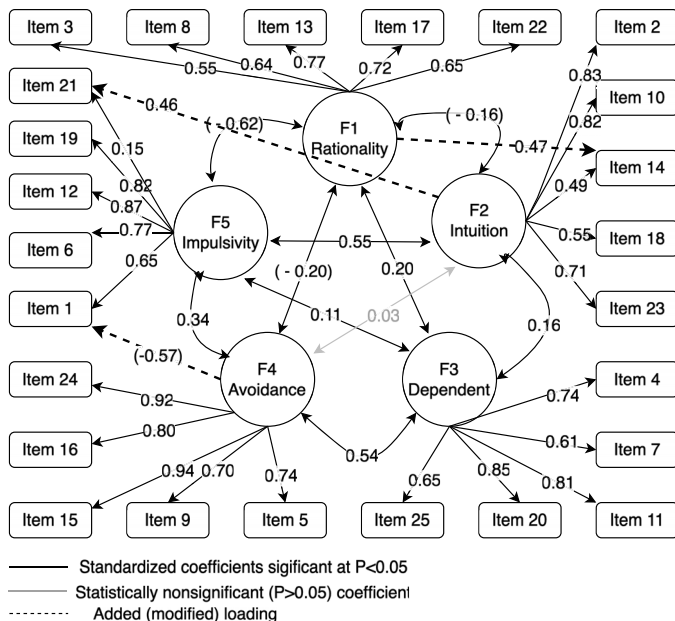 Item 3
Item 8
Item 13
Item 17
Item 22
Item 2
0.55
0.64
0.77
0.72
0.65
Item 21
0.83
Item 10
0.46
(-0.62)
F1
Rationality
(-0.16)
0.82
0.47
Item 14
Item 19
0.15
0.82
0.49
Item 12
0.87
F5
Impulsivity
F2
Intuition
Item 6
0.77
0.55
0.55
Item 18
0.65
(-0.20)
0.20
0.71
Item 1
0.34
0.11
0.03
0.16
Item 23
(-0.57)
F4
Avoidance
F3
Dependent
Item 24
0.92
0.74
Item 4
Item 16
0.80
0.54
0.61
Item 7
0.94
0.70
0.74
0.65
0.85
0.81
Item 15
Item 9
Item 5
Item 25
Item 20
Item 11
Standardized coefficients sigificant at P<0.05
Statistically nonsignificant (P>0.05) coefficient
Added (modified) loading